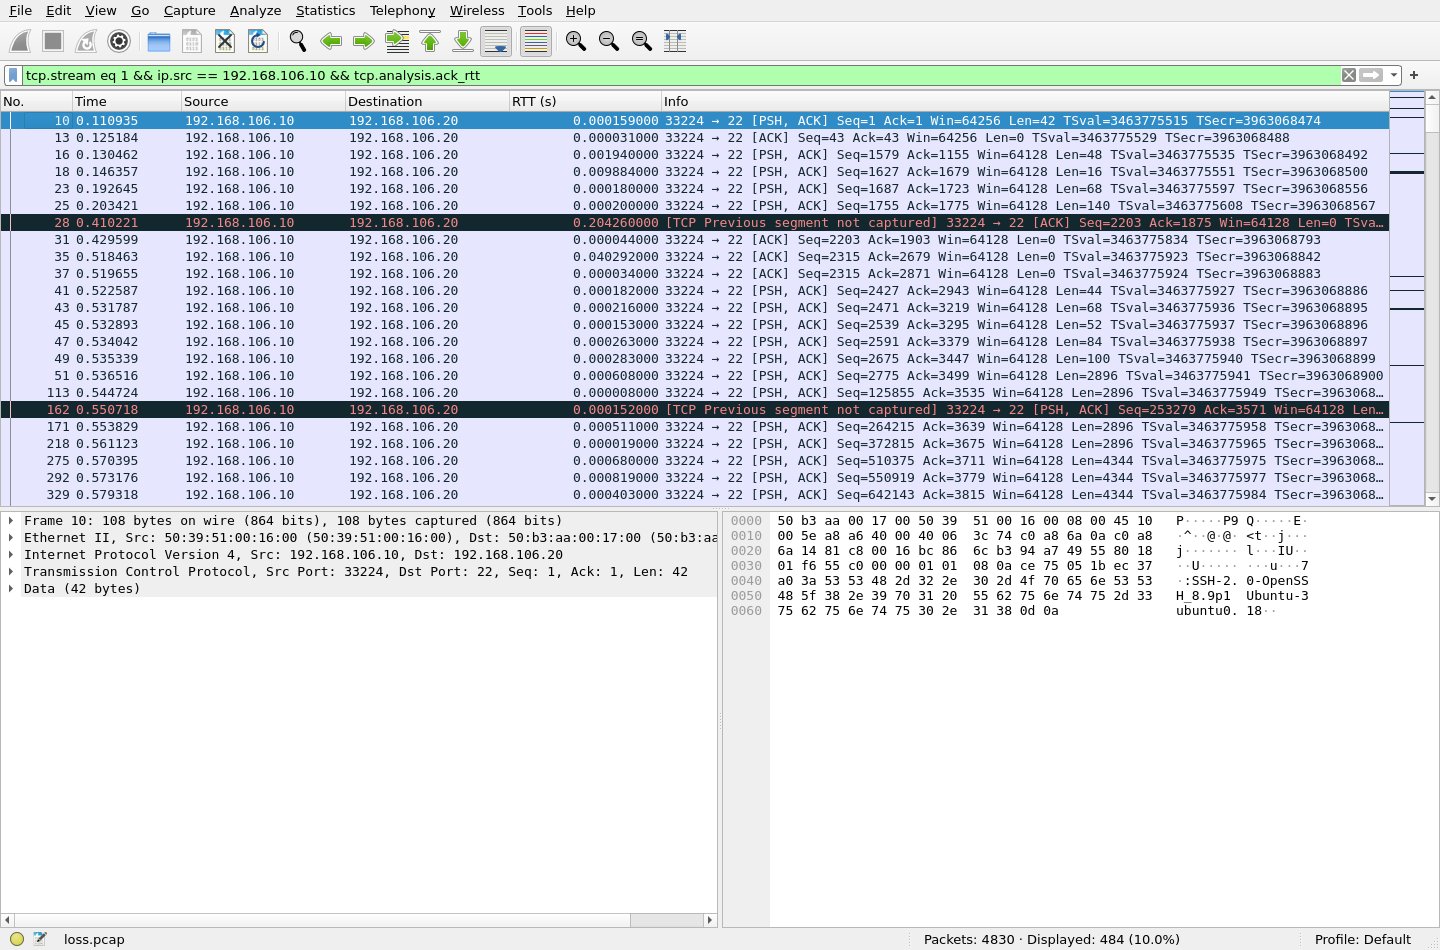 File Edit View Go Capture Analyze Statistics Telephony Wireless Tools Help
tcp.stream eq 1 && ip.src == 192.168.106.10 && tcp.analysis.ack_rtt
No. Time Source Destination RTT (s) Info
10 0.110935 192.168.106.10 192.168.106.20 0.000159000 33224 → 22 [PSH, ACK] Seq=1 Ack=1 Win=64256 Len=42 TSval=3463775515 TSecr=3963068474
13 0.125184 192.168.106.10 192.168.106.20 0.000031000 33224 → 22 [ACK] Seq=43 Ack=43 Win=64256 Len=0 TSval=3463775529 TSecr=3963068488
16 0.130462 192.168.106.10 192.168.106.20 0.001940000 33224 → 22 [PSH, ACK] Seq=1579 Ack=1155 Win=64128 Len=48 TSval=3463775535 TSecr=3963068492
18 0.146357 192.168.106.10 192.168.106.20 0.009884000 33224 → 22 [PSH, ACK] Seq=1627 Ack=1679 Win=64128 Len=16 TSval=3463775551 TSecr=3963068500
23 0.192645 192.168.106.10 192.168.106.20 0.000180000 33224 → 22 [PSH, ACK] Seq=1687 Ack=1723 Win=64128 Len=68 TSval=3463775597 TSecr=3963068556
25 0.203421 192.168.106.10 192.168.106.20 0.000200000 33224 → 22 [PSH, ACK] Seq=1755 Ack=1775 Win=64128 Len=140 TSval=3463775608 TSecr=3963068567
28 0.410221 192.168.106.10 192.168.106.20 0.204260000 [TCP Previous segment not captured] 33224 → 22 [ACK] Seq=2203 Ack=1875 Win=64128 Len=0 TSva…
31 0.429599 192.168.106.10 192.168.106.20 0.000044000 33224 → 22 [ACK] Seq=2203 Ack=1903 Win=64128 Len=0 TSval=3463775834 TSecr=3963068793
35 0.518463 192.168.106.10 192.168.106.20 0.040292000 33224 → 22 [ACK] Seq=2315 Ack=2679 Win=64128 Len=0 TSval=3463775923 TSecr=3963068842
37 0.519655 192.168.106.10 192.168.106.20 0.000034000 33224 → 22 [ACK] Seq=2315 Ack=2871 Win=64128 Len=0 TSval=3463775924 TSecr=3963068883
41 0.522587 192.168.106.10 192.168.106.20 0.000182000 33224 → 22 [PSH, ACK] Seq=2427 Ack=2943 Win=64128 Len=44 TSval=3463775927 TSecr=3963068886
43 0.531787 192.168.106.10 192.168.106.20 0.000216000 33224 → 22 [PSH, ACK] Seq=2471 Ack=3219 Win=64128 Len=68 TSval=3463775936 TSecr=3963068895
45 0.532893 192.168.106.10 192.168.106.20 0.000153000 33224 → 22 [PSH, ACK] Seq=2539 Ack=3295 Win=64128 Len=52 TSval=3463775937 TSecr=3963068896
47 0.534042 192.168.106.10 192.168.106.20 0.000263000 33224 → 22 [PSH, ACK] Seq=2591 Ack=3379 Win=64128 Len=84 TSval=3463775938 TSecr=3963068897
49 0.535339 192.168.106.10 192.168.106.20 0.000283000 33224 → 22 [PSH, ACK] Seq=2675 Ack=3447 Win=64128 Len=100 TSval=3463775940 TSecr=3963068899
51 0.536516 192.168.106.10 192.168.106.20 0.000608000 33224 → 22 [PSH, ACK] Seq=2775 Ack=3499 Win=64128 Len=2896 TSval=3463775941 TSecr=3963068900
113 0.544724 192.168.106.10 192.168.106.20 0.000008000 33224 → 22 [PSH, ACK] Seq=125855 Ack=3535 Win=64128 Len=2896 TSval=3463775949 TSecr=3963068…
162 0.550718 192.168.106.10 192.168.106.20 0.000152000 [TCP Previous segment not captured] 33224 → 22 [PSH, ACK] Seq=253279 Ack=3571 Win=64128 Len…
171 0.553829 192.168.106.10 192.168.106.20 0.000511000 33224 → 22 [PSH, ACK] Seq=264215 Ack=3639 Win=64128 Len=2896 TSval=3463775958 TSecr=3963068…
218 0.561123 192.168.106.10 192.168.106.20 0.000019000 33224 → 22 [PSH, ACK] Seq=372815 Ack=3675 Win=64128 Len=2896 TSval=3463775965 TSecr=3963068…
275 0.570395 192.168.106.10 192.168.106.20 0.000680000 33224 → 22 [PSH, ACK] Seq=510375 Ack=3711 Win=64128 Len=4344 TSval=3463775975 TSecr=3963068…
292 0.573176 192.168.106.10 192.168.106.20 0.000819000 33224 → 22 [PSH, ACK] Seq=550919 Ack=3779 Win=64128 Len=4344 TSval=3463775977 TSecr=3963068…
329 0.579318 192.168.106.10 192.168.106.20 0.000403000 33224 → 22 [PSH, ACK] Seq=642143 Ack=3815 Win=64128 Len=4344 TSval=3463775984 TSecr=3963068…
Frame 10: 108 bytes on wire (864 bits), 108 bytes captured (864 bits)
Ethernet II, Src: 50:39:51:00:16:00 (50:39:51:00:16:00), Dst: 50:b3:aa:00:17:00 (50:b3:aa
Internet Protocol Version 4, Src: 192.168.106.10, Dst: 192.168.106.20
Transmission Control Protocol, Src Port: 33224, Dst Port: 22, Seq: 1, Ack: 1, Len: 42
Data (42 bytes)
0000 50 b3 aa 00 17 00 50 39 51 00 16 00 08 00 45 10 P·····P9 Q·····E·
0010 00 5e a8 a6 40 00 40 06 3c 74 c0 a8 6a 0a c0 a8 ·^··@·@· <t··j···
0020 6a 14 81 c8 00 16 bc 86 6c b3 94 a7 49 55 80 18 j······· l···IU··
0030 01 f6 55 c0 00 00 01 01 08 0a ce 75 05 1b ec 37 ··U····· ···u···7
0040 a0 3a 53 53 48 2d 32 2e 30 2d 4f 70 65 6e 53 53 ·:SSH-2. 0-OpenSS
0050 48 5f 38 2e 39 70 31 20 55 62 75 6e 74 75 2d 33 H_8.9p1 Ubuntu-3
0060 75 62 75 6e 74 75 30 2e 31 38 0d 0a ubuntu0. 18··
loss.pcap Packets: 4830 · Displayed: 484 (10.0%) Profile: Default